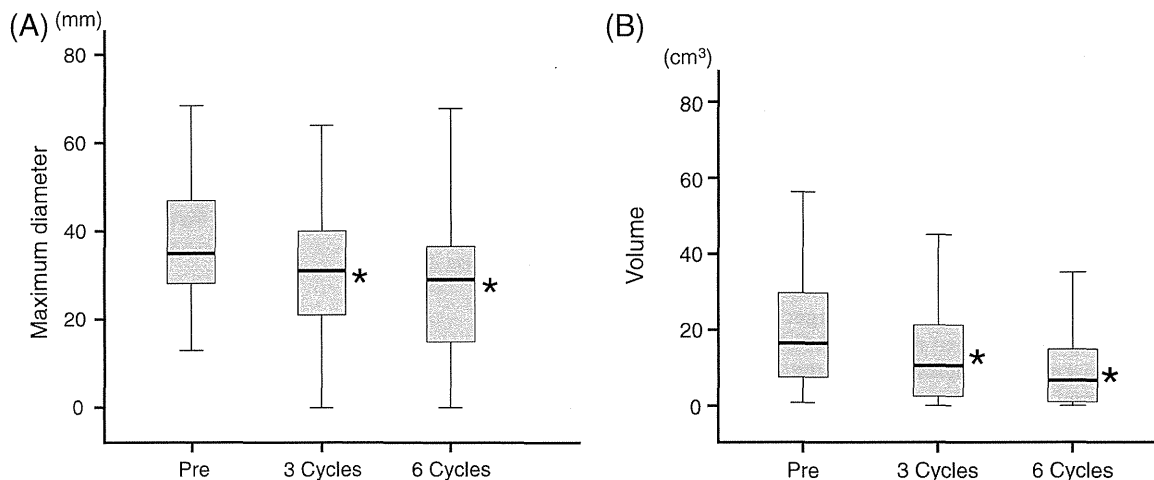 (A) (mm)
80
60
40
20
0
Maximum diameter
*
*
Pre
3 Cycles
6 Cycles
(B)
(cm³)
80
60
40
20
0
Volume
*
*
Pre
3 Cycles
6 Cycles